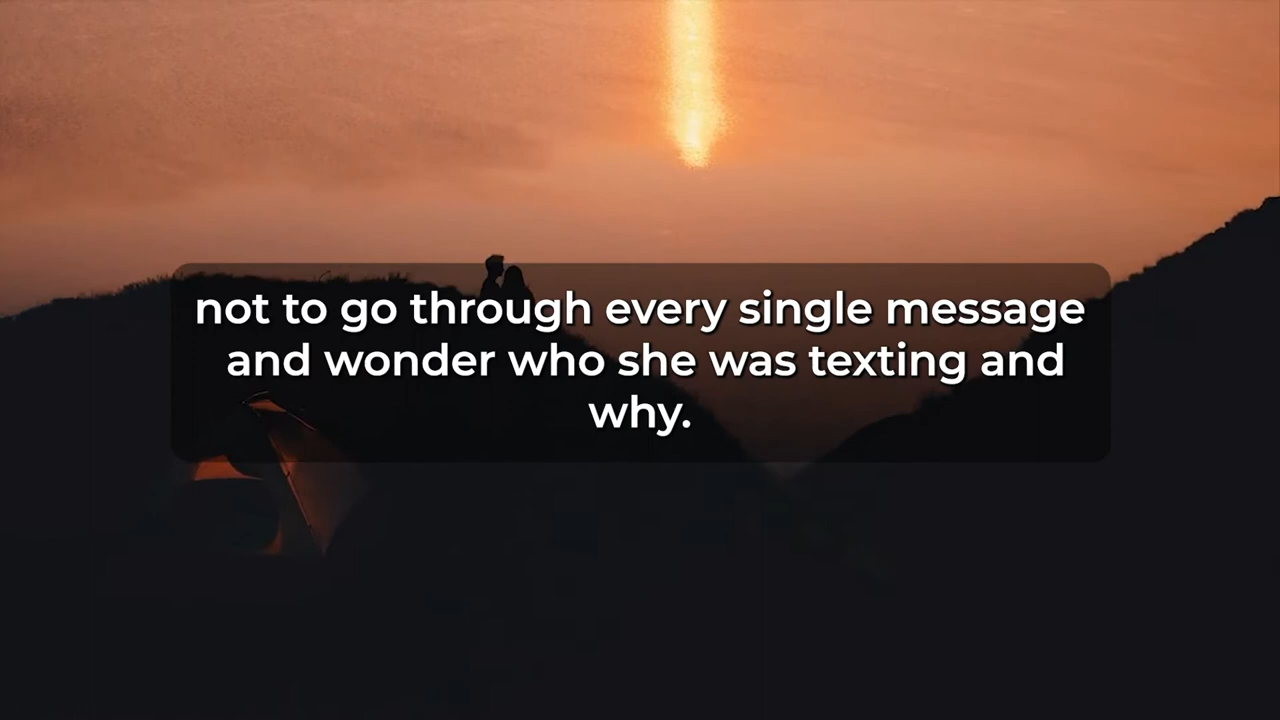 not to go through every single message
and wonder who she was texting and
why.